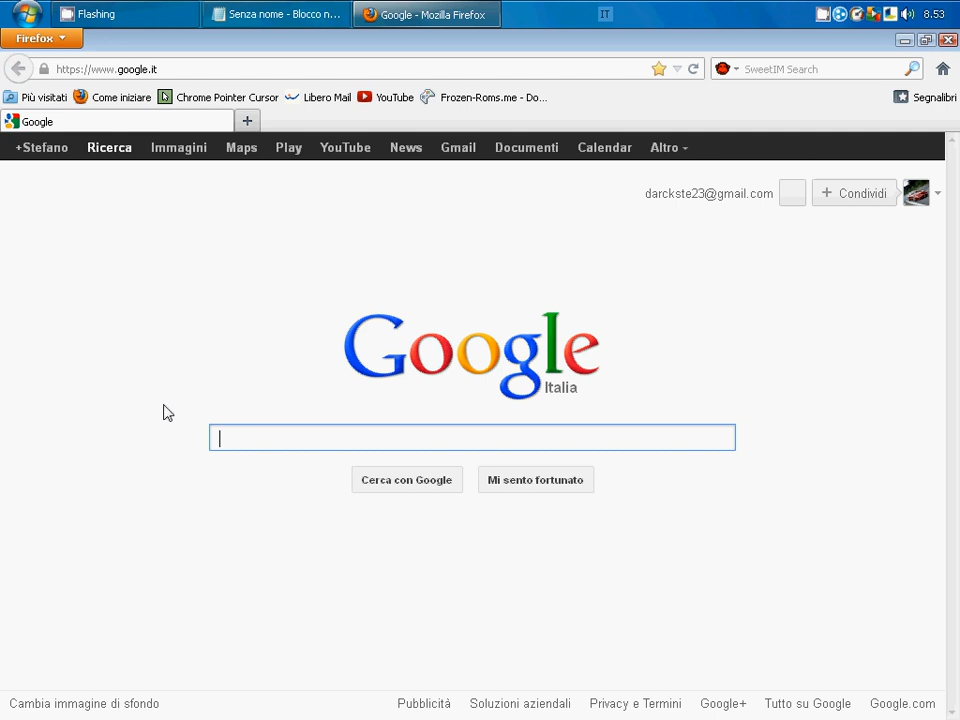 Flashing
Senza nome - Blocco n...
Google - Mozilla Firefox
IT
8.53
Firefox
https://www.google.it
SweetIM Search
Più visitati
Come iniziare
Chrome Pointer Cursor
Libero Mail
YouTube
Frozen-Roms.me - Do...
Segnalibri
Google
+
+Stefano Ricerca Immagini Maps Play YouTube News Gmail Documenti Calendar Altro
darckste23@gmail.com
+ Condividi
Google
Italia
Cerca con Google
Mi sento fortunato
Cambia immagine di sfondo
Pubblicità Soluzioni aziendali Privacy e Termini Google+ Tutto su Google Google.com